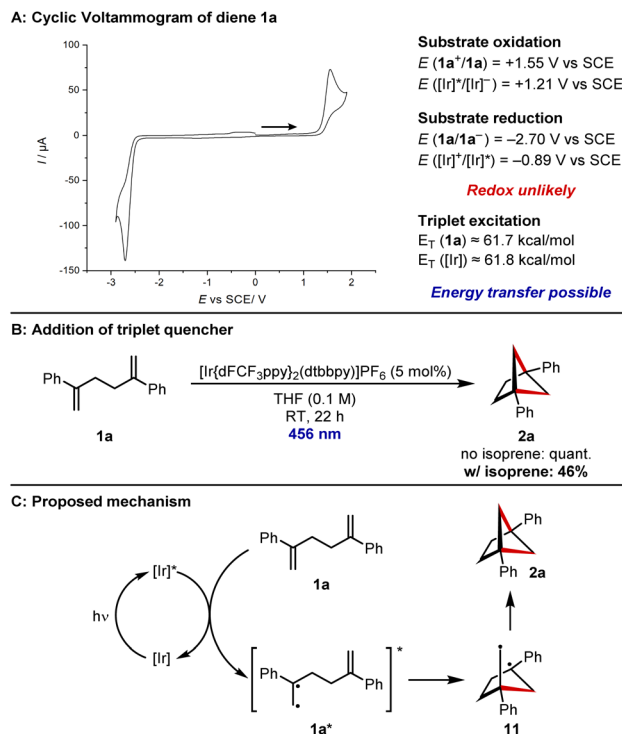 A: Cyclic Voltammogram of diene 1a
100
50
0
-50
-100
-150
I / µA
-3
-2
-1
0
1
2
E vs SCE/ V
Substrate oxidation
E (1a⁺/1a) = +1.55 V vs SCE
E ([Ir]*/[Ir]⁻) = +1.21 V vs SCE
Substrate reduction
E (1a/1a⁻) = –2.70 V vs SCE
E ([Ir]⁺/[Ir]*) = –0.89 V vs SCE
Redox unlikely
Triplet excitation
E_T (1a) ≈ 61.7 kcal/mol
E_T ([Ir]) ≈ 61.8 kcal/mol
Energy transfer possible
B: Addition of triplet quencher
Ph
Ph
1a
[Ir{dFCF₃ppy}₂(dtbbpy)]PF₆ (5 mol%)
THF (0.1 M)
RT, 22 h
456 nm
Ph
Ph
2a
no isoprene: quant.
w/ isoprene: 46%
C: Proposed mechanism
hν
[Ir]*
[Ir]
Ph
Ph
1a
Ph
Ph
*
1a*
Ph
Ph
11
Ph
Ph
2a